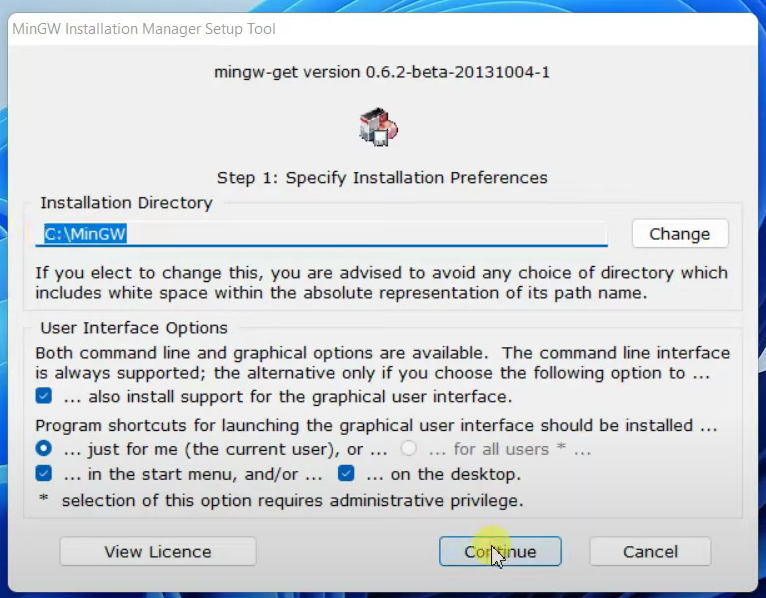 MinGW Installation Manager Setup Tool
mingw-get version 0.6.2-beta-20131004-1
Step 1: Specify Installation Preferences
Installation Directory
C:\MinGW
Change
If you elect to change this, you are advised to avoid any choice of directory which
includes white space within the absolute representation of its path name.
User Interface Options
Both command line and graphical options are available. The command line interface
is always supported; the alternative only if you choose the following option to ...
... also install support for the graphical user interface.
Program shortcuts for launching the graphical user interface should be installed ...
... just for me (the current user), or ... ... for all users * ...
... in the start menu, and/or ... ... on the desktop.
* selection of this option requires administrative privilege.
View Licence Continue Cancel